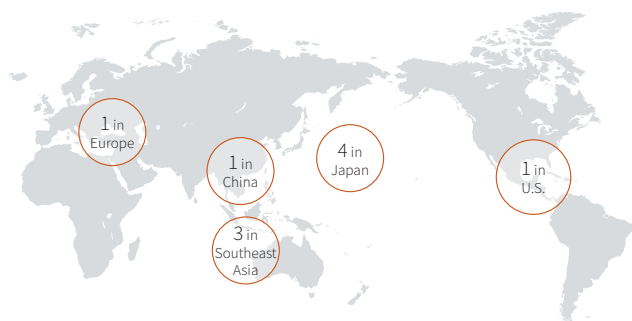 1 in
Europe
1 in
China
4 in
Japan
1 in
U.S.
3 in
Southeast
Asia